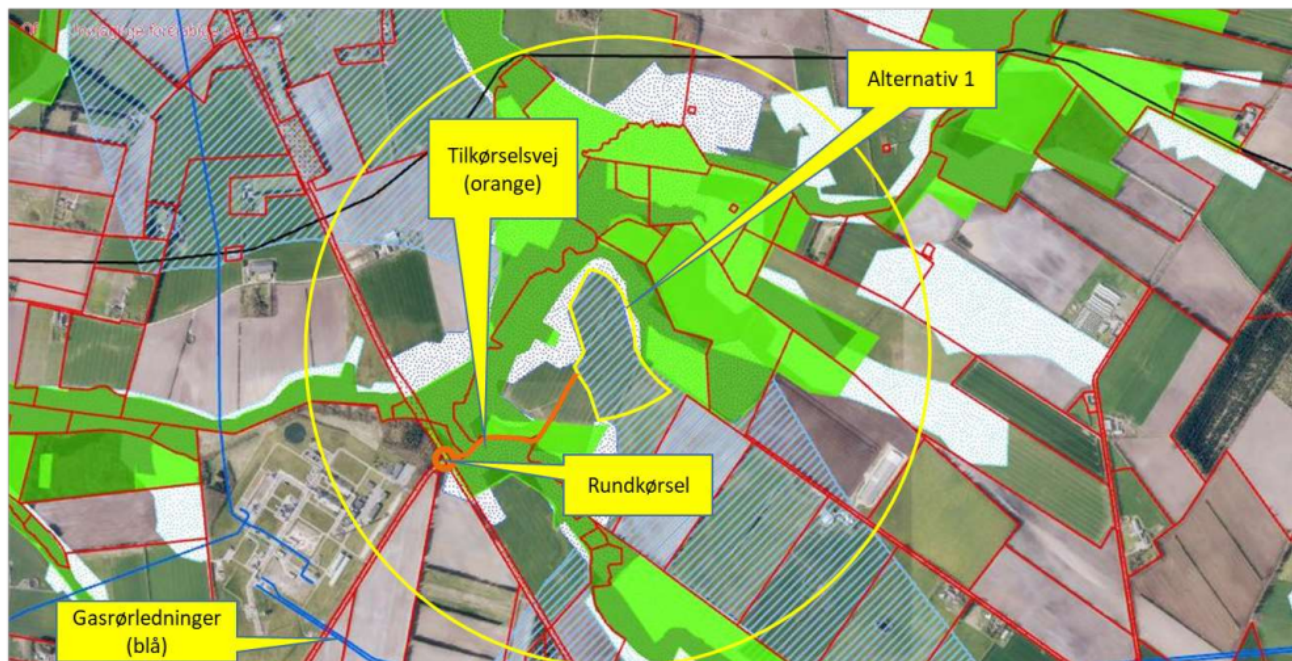 Alternativ 1
Tilkørselsvej
(orange)
Rundkørsel
Gasrørledninger
(blå)